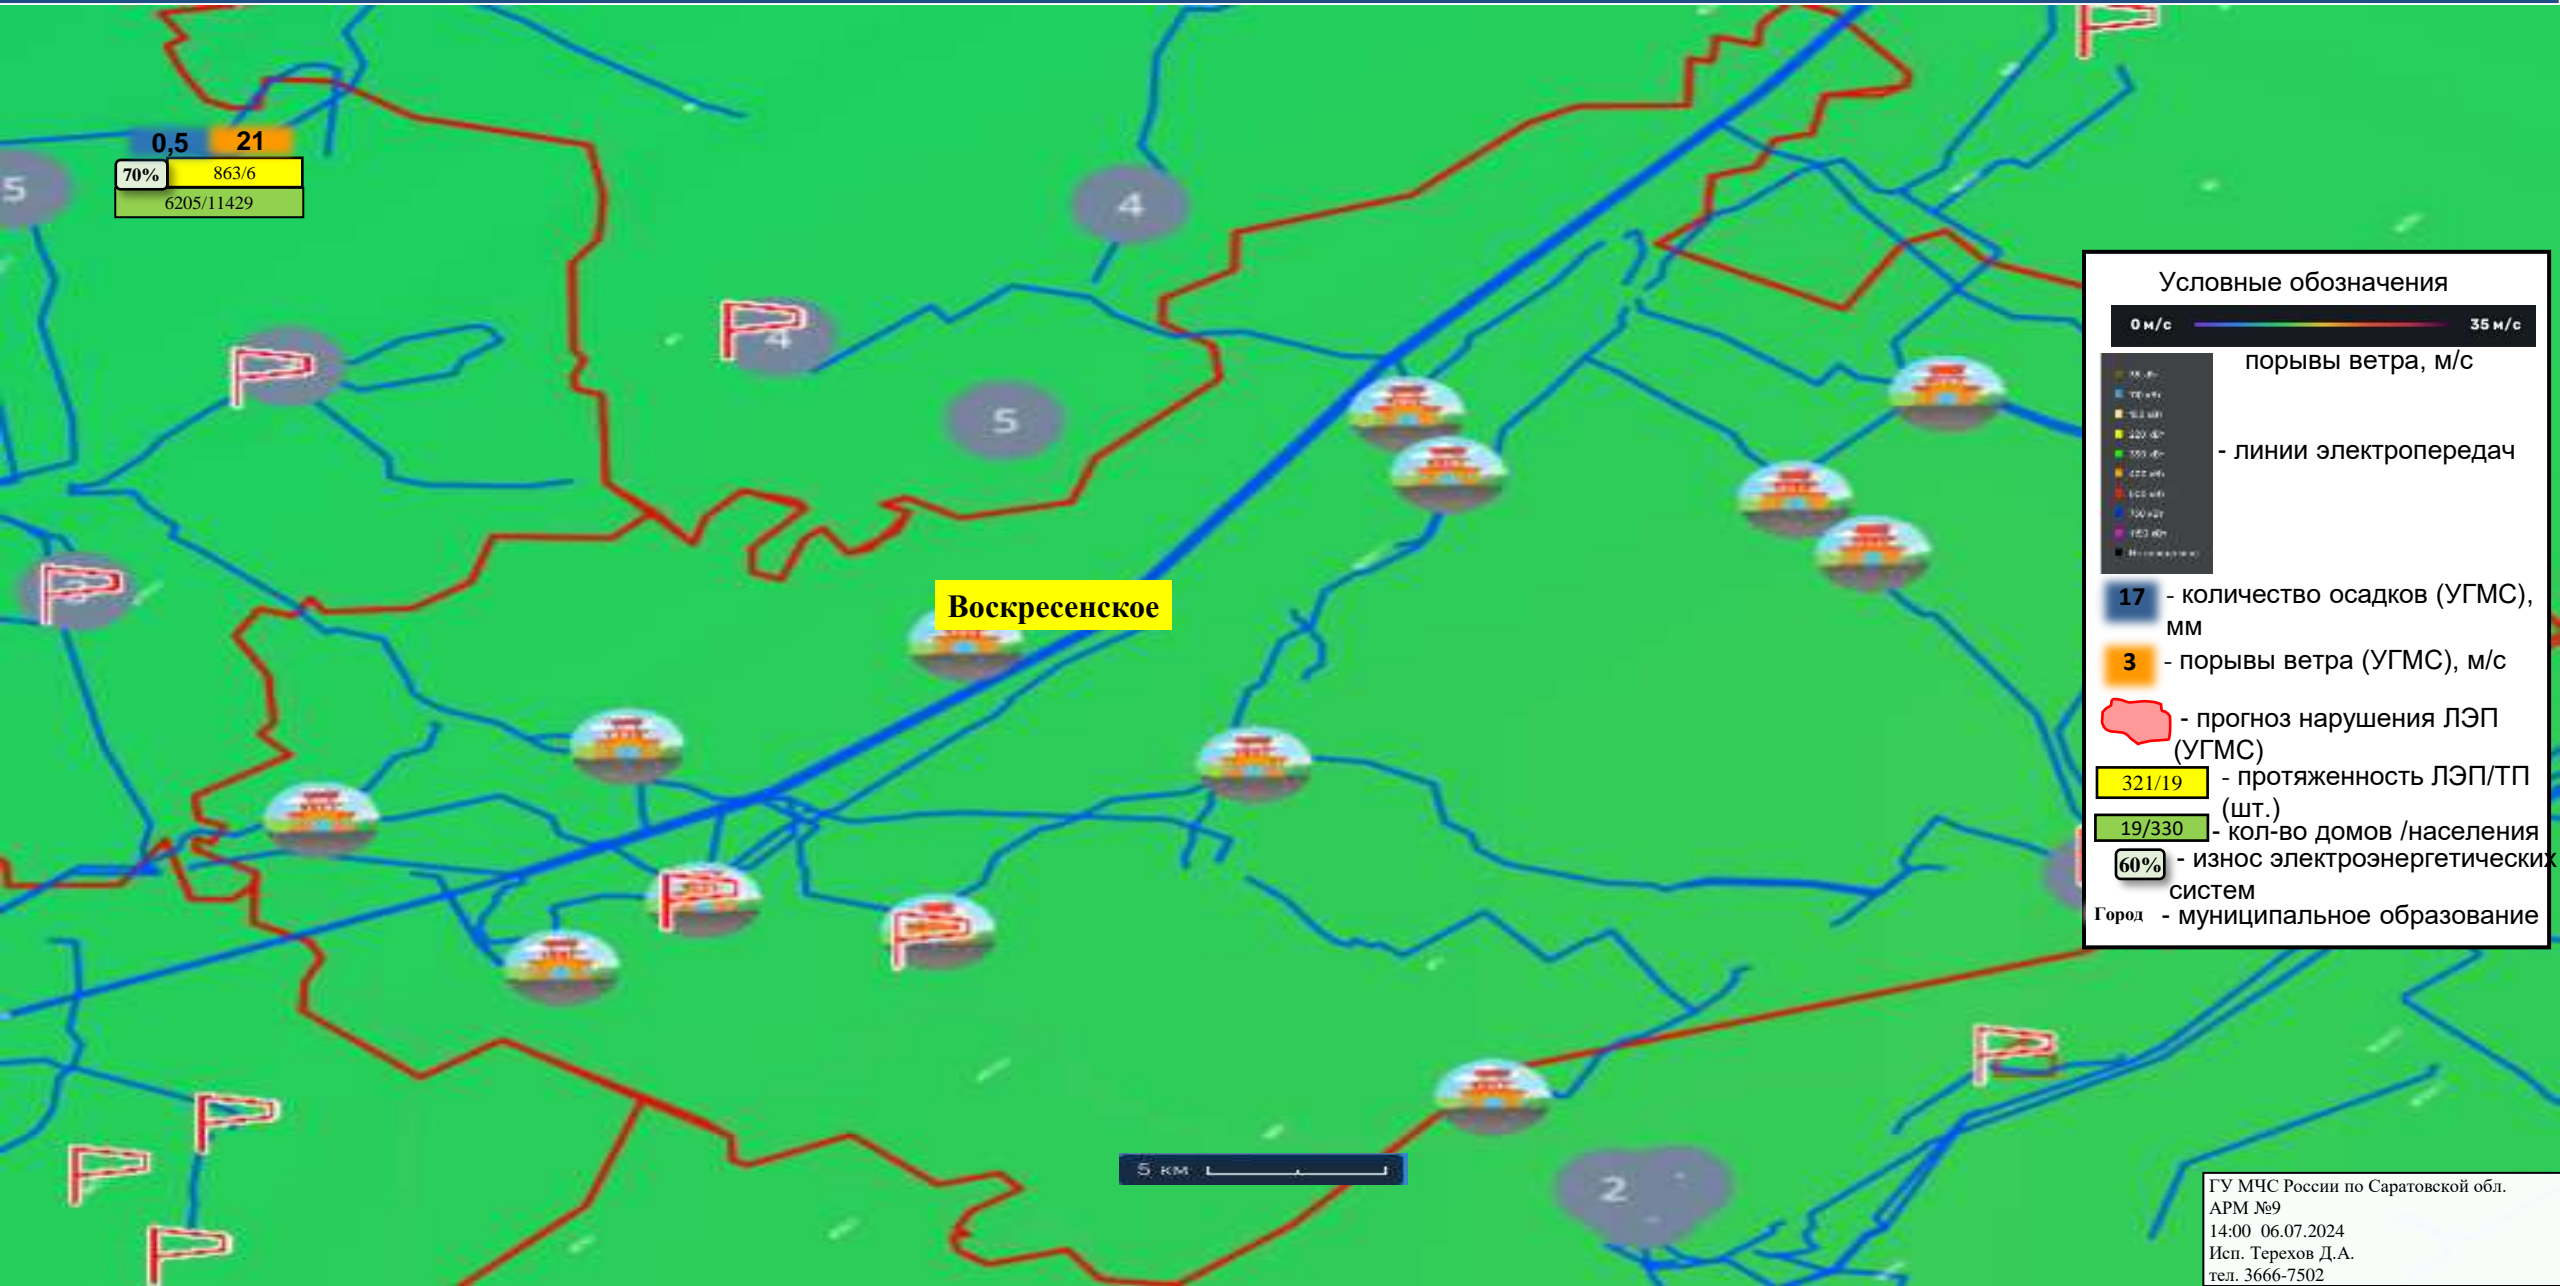 0,5 21
70% 863/6
6205/11429
5
4
4
5
2
Воскресенское
5 км
Условные обозначения
0 м/с 35 м/с
порывы ветра, м/с
- линии электропередач
17 - количество осадков (УГМС),
мм
3 - порывы ветра (УГМС), м/с
- прогноз нарушения ЛЭП
(УГМС)
321/19 - протяженность ЛЭП/ТП
(шт.)
19/330 - кол-во домов /населения
60% - износ электроэнергетических
систем
Город - муниципальное образование
ГУ МЧС России по Саратовской обл.
АРМ №9
14:00 06.07.2024
Исп. Терехов Д.А.
тел. 3666-7502